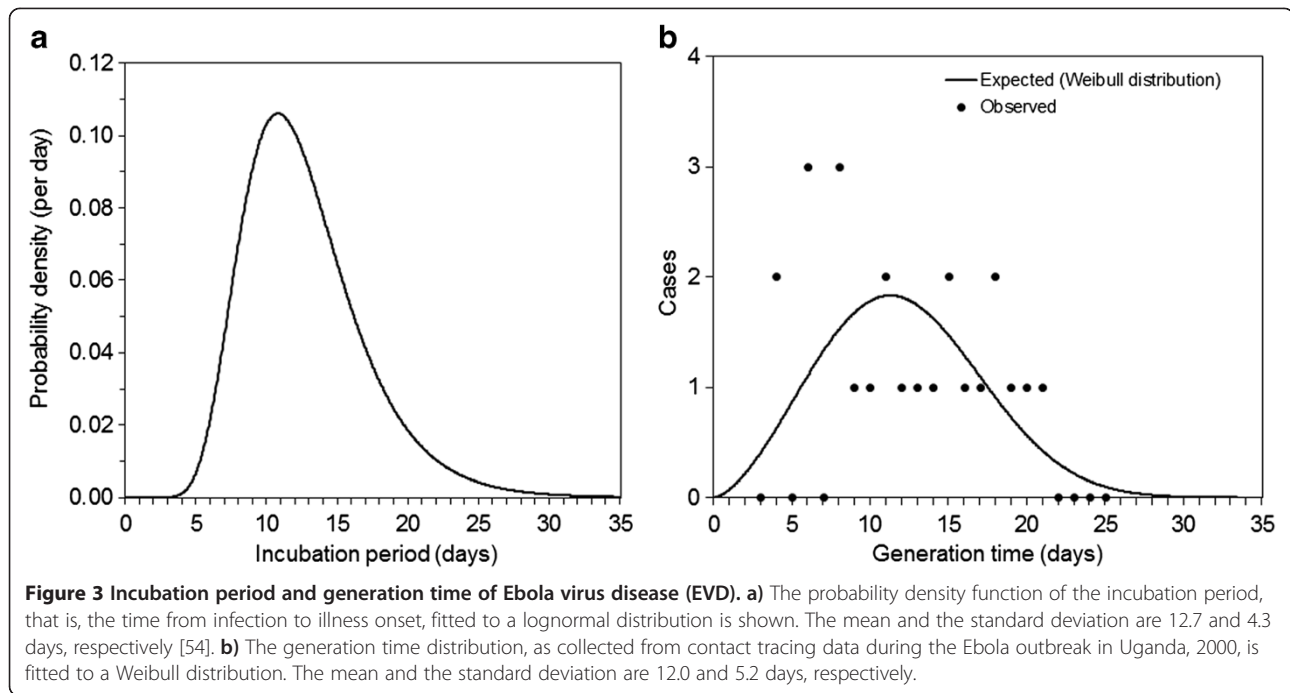 a
0.12
0.10
0.08
0.06
0.04
0.02
0.00
Probability density (per day)
0 5 10 15 20 25 30 35
Incubation period (days)
b
4
3
2
1
0
Cases
Expected (Weibull distribution)
Observed
0 5 10 15 20 25 30 35
Generation time (days)
Figure 3 Incubation period and generation time of Ebola virus disease (EVD). a) The probability density function of the incubation period,
that is, the time from infection to illness onset, fitted to a lognormal distribution is shown. The mean and the standard deviation are 12.7 and 4.3
days, respectively [54]. b) The generation time distribution, as collected from contact tracing data during the Ebola outbreak in Uganda, 2000, is
fitted to a Weibull distribution. The mean and the standard deviation are 12.0 and 5.2 days, respectively.